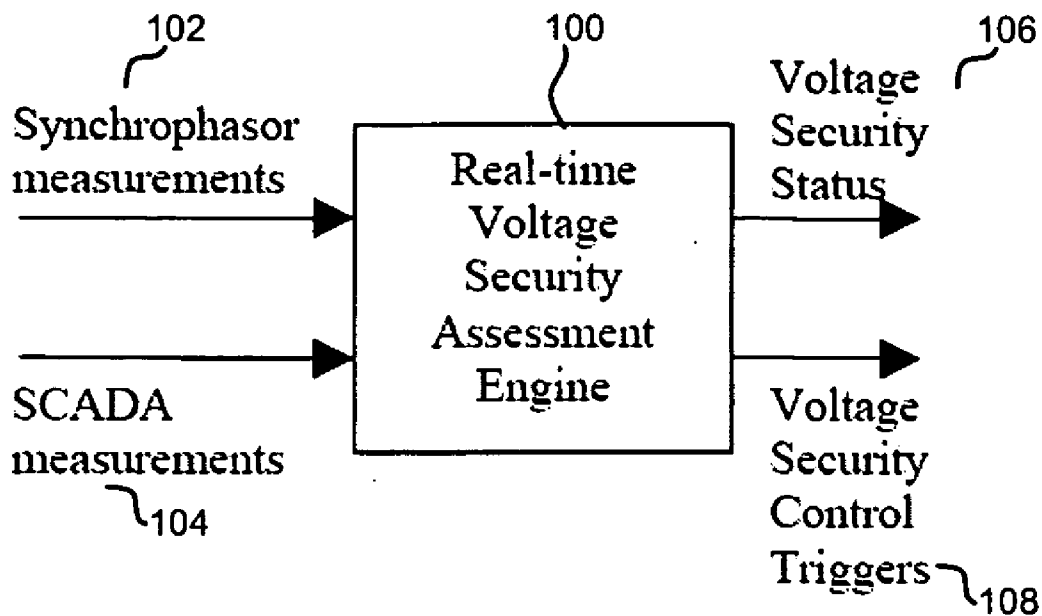 102
Synchrophasor
measurements
SCADA
measurements
104
100
Real-time
Voltage
Security
Assessment
Engine
106
Voltage
Security
Status
Voltage
Security
Control
Triggers
108